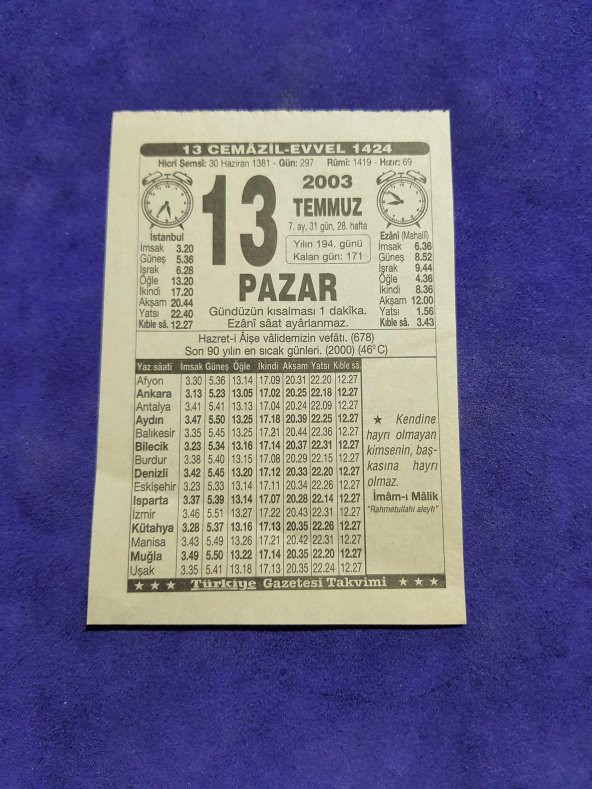 13 CEMÂZİL-EVVEL 1424
Hicrî Şemsî: 30 Haziran 1381 - Gün: 297 Rûmî: 1419 - Hızır: 69
13
2003
TEMMUZ
7. ay, 31 gün, 28. hafta
Yılın 194. günü
Kalan gün: 171
PAZAR
Gündüzün kısalması 1 dakîka.
Ezânî sâat ayârlanmaz.
İstanbul
İmsak 3.20
Güneş 5.36
İşrak 6.28
Öğle 13.20
İkindi 17.20
Akşam 20.44
Yatsı 22.40
Kıble sâ. 12.27
Ezânî (Mahallî)
İmsak 6.36
Güneş 8.52
İşrak 9.44
Öğle 4.36
İkindi 8.36
Akşam 12.00
Yatsı 1.56
Kıble sâ. 3.43
Hazret-i Âişe vâlidemizin vefâtı. (678)
Son 90 yılın en sıcak günleri. (2000) (46° C)
Yaz sâati İmsak Güneş Öğle İkindi Akşam Yatsı Kıble sâ.
Afyon 3.30 5.36 13.14 17.09 20.31 22.20 12.27
Ankara 3.13 5.23 13.05 17.02 20.25 22.18 12.27
Antalya 3.41 5.41 13.13 17.04 20.24 22.09 12.27
Aydın 3.47 5.50 13.25 17.18 20.39 22.25 12.27
Balıkesir 3.35 5.45 13.25 17.21 20.44 22.36 12.27
Bilecik 3.23 5.34 13.16 17.14 20.37 22.31 12.27
Burdur 3.38 5.40 13.15 17.08 20.29 22.15 12.27
Denizli 3.42 5.45 13.20 17.12 20.33 22.20 12.27
Eskişehir 3.23 5.33 13.14 17.11 20.34 22.26 12.27
Isparta 3.37 5.39 13.14 17.07 20.28 22.14 12.27
İzmir 3.46 5.51 13.27 17.22 20.43 22.31 12.27
Kütahya 3.28 5.37 13.16 17.13 20.35 22.26 12.27
Manisa 3.43 5.49 13.26 17.21 20.42 22.31 12.27
Muğla 3.49 5.50 13.22 17.14 20.35 22.20 12.27
Uşak 3.35 5.41 13.18 17.13 20.35 22.24 12.27
★ Kendine
hayrı olmayan
kimsenin, baş-
kasına hayrı
olmaz.
İmâm-ı Mâlik
"Rahmetullahi aleyh"
★ ★ ★ Türkiye Gazetesi Takvimi ★ ★ ★